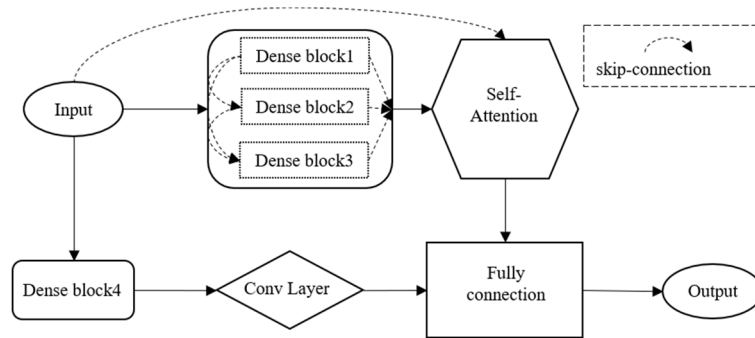 Input
Dense block1
Dense block2
Dense block3
Self-
Attention
skip-connection
Dense block4
Conv Layer
Fully
connection
Output